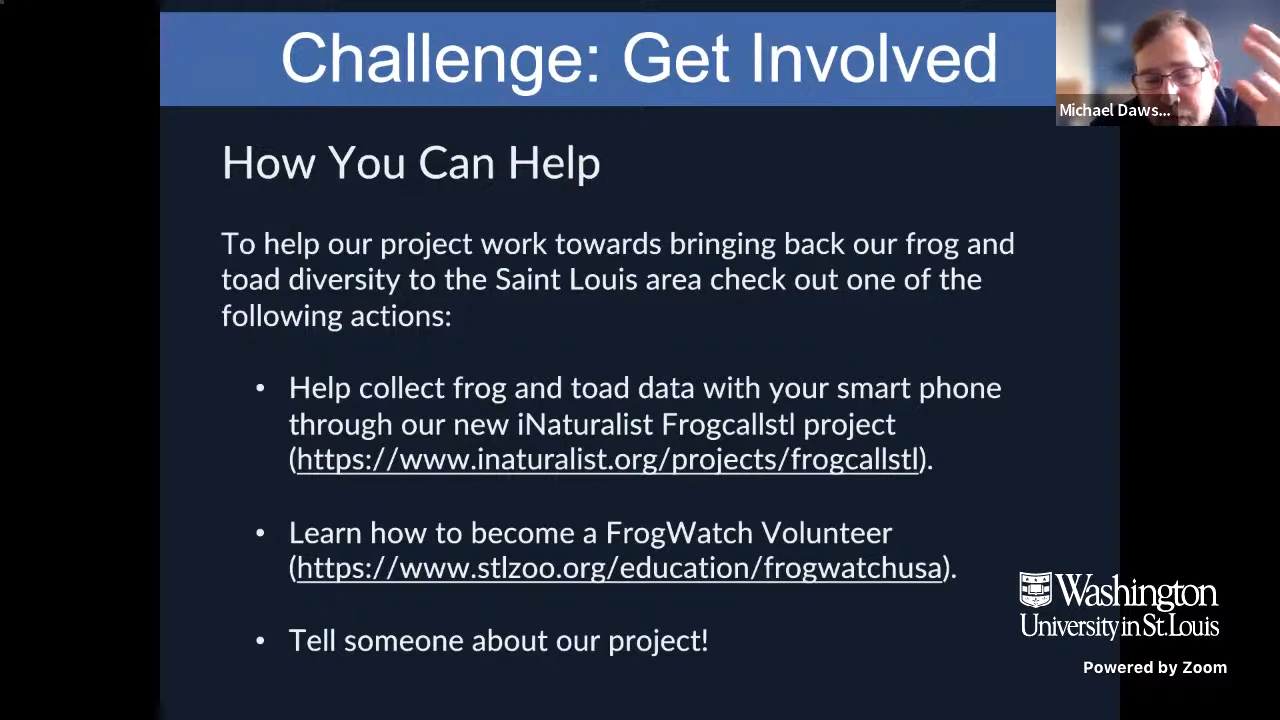 Challenge: Get Involved
Michael Daws...
How You Can Help
To help our project work towards bringing back our frog and
toad diversity to the Saint Louis area check out one of the
following actions:
• Help collect frog and toad data with your smart phone
through our new iNaturalist Frogcallstl project
(https://www.inaturalist.org/projects/frogcallstl).
• Learn how to become a FrogWatch Volunteer
(https://www.stlzoo.org/education/frogwatchusa).
• Tell someone about our project!
Washington
University in St. Louis
Powered by Zoom